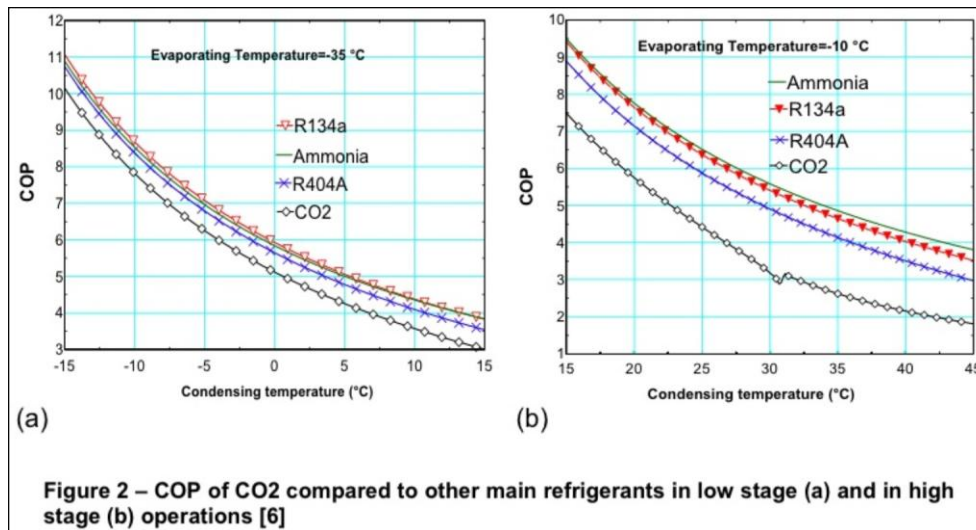 12
11
10
9
8
7
6
5
4
3
COP
Evaporating Temperature=-35 °C
R134a
Ammonia
R404A
CO2
-15
-10
-5
0
5
10
15
Condensing temperature (°C)
(a)
10
9
8
7
6
5
4
3
2
1
COP
Evaporating Temperature=-10 °C
Ammonia
R134a
R404A
CO2
15
20
25
30
35
40
45
Condensing temperature (°C)
(b)
Figure 2 – COP of CO2 compared to other main refrigerants in low stage (a) and in high
stage (b) operations [6]